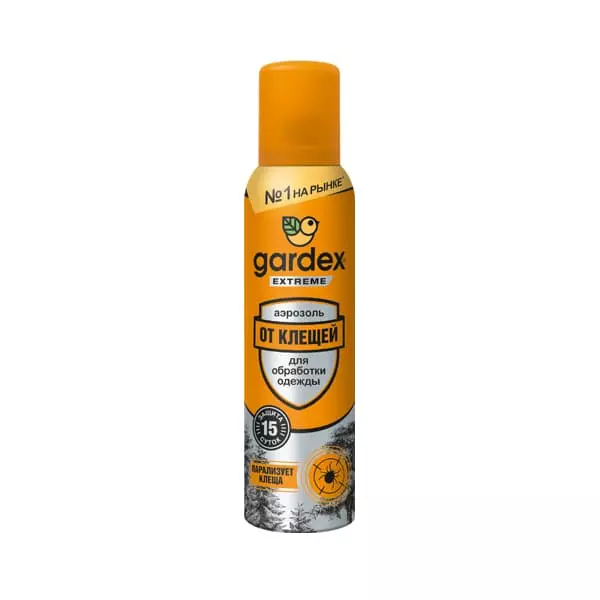 №1 НА РЫНКЕ*
gardex
EXTREME
аэрозоль
ОТ КЛЕЩЕЙ
для
обработки
одежды
ЗАЩИТА
15
СУТОК
ПАРАЛИЗУЕТ
КЛЕЩА